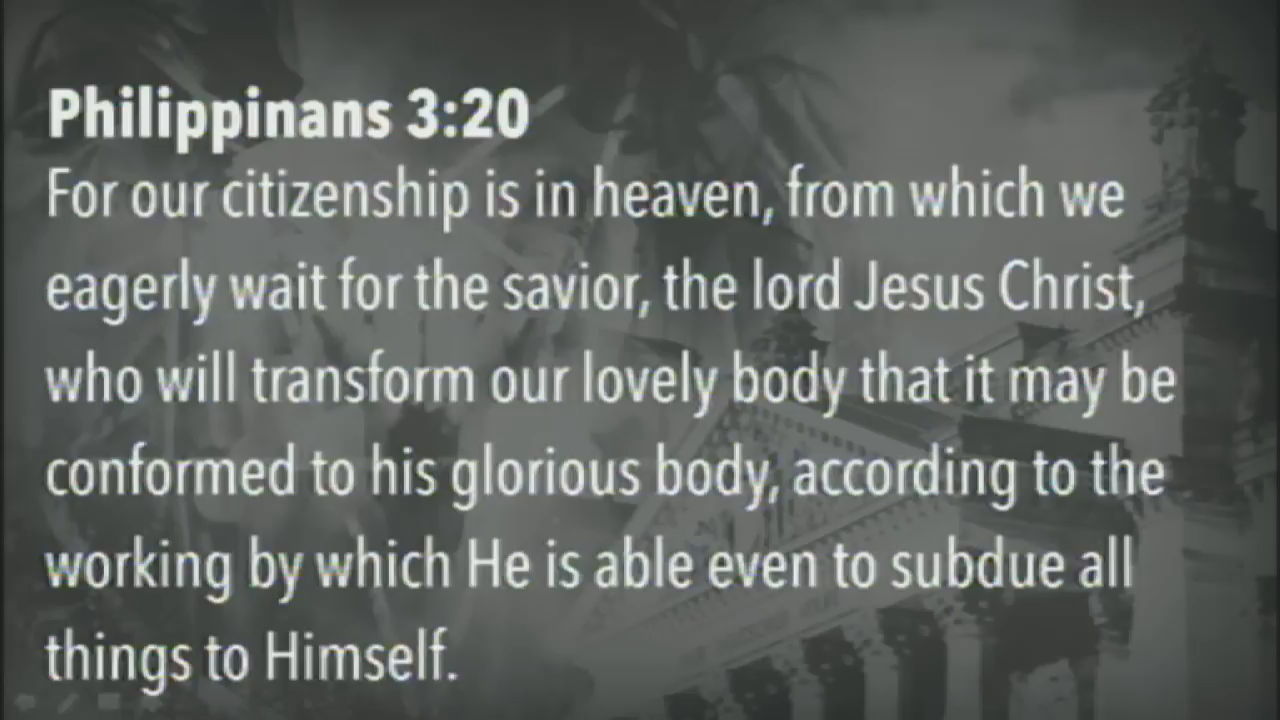 Philippinans 3:20
For our citizenship is in heaven, from which we
eagerly wait for the savior, the lord Jesus Christ,
who will transform our lovely body that it may be
conformed to his glorious body, according to the
working by which He is able even to subdue all
things to Himself.